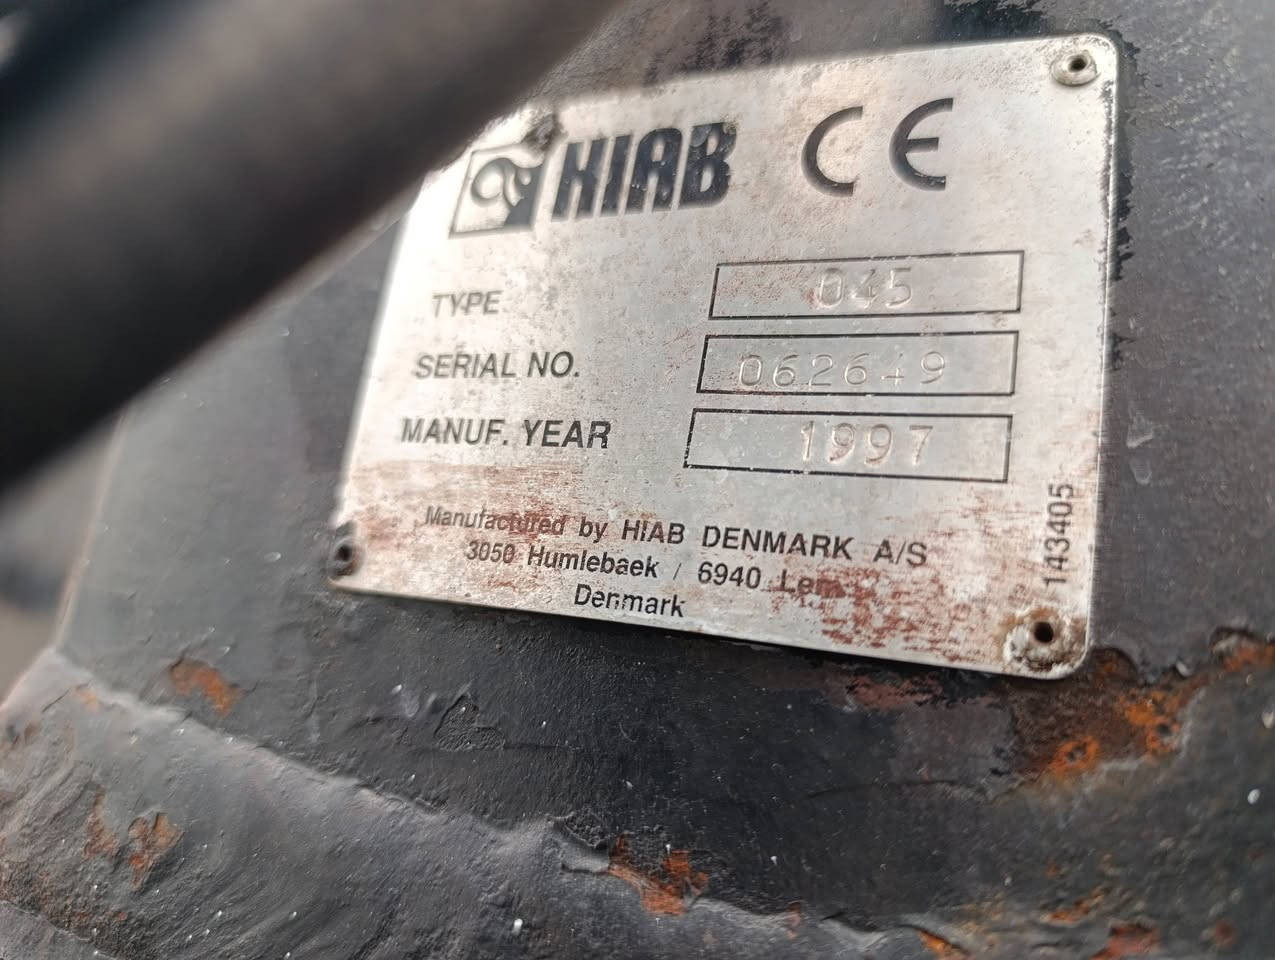 HIAB CE
TYPE 045
SERIAL NO. 062649
MANUF. YEAR 1997
Manufactured by HIAB DENMARK A/S
3050 Humlebaek / 6940 Lem
Denmark
143405